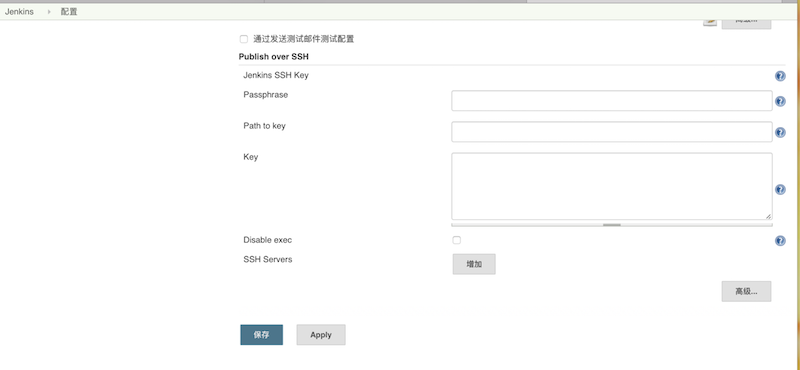 Jenkins › 配置
通过发送测试邮件测试配置
Publish over SSH
Jenkins SSH Key
Passphrase
Path to key
Key
Disable exec
SSH Servers
增加
高级...
保存 Apply